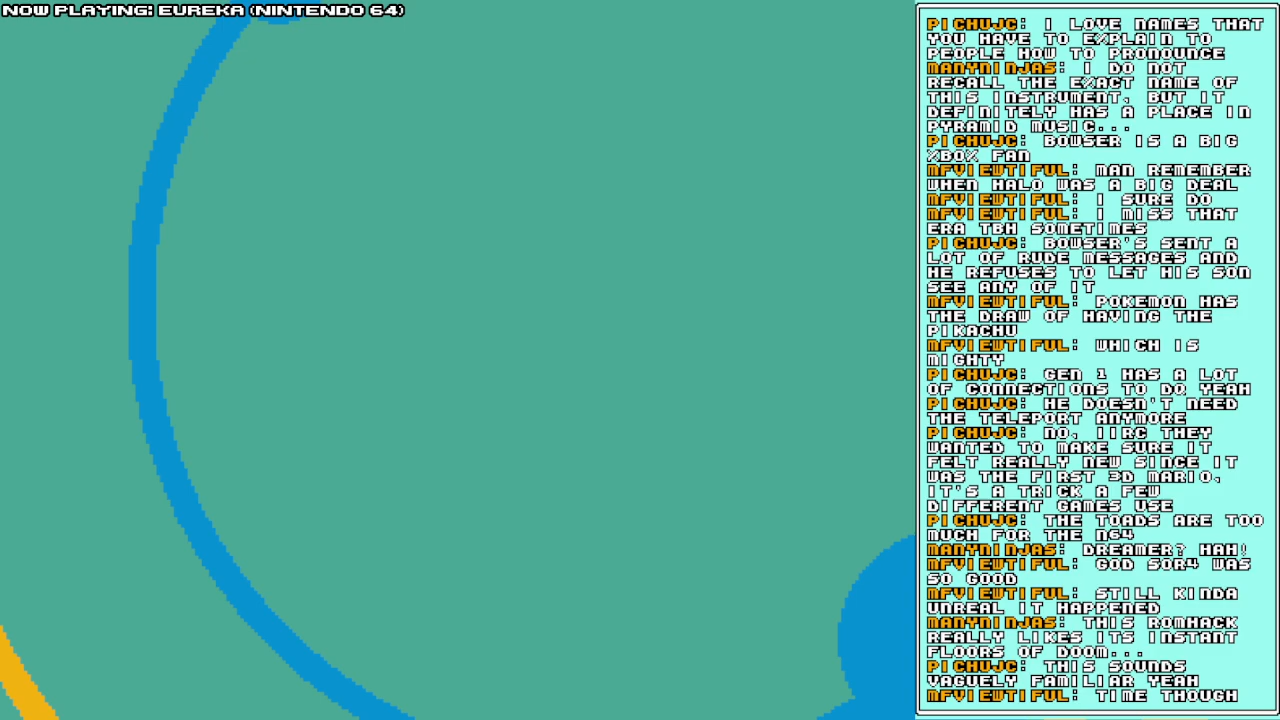 NOW PLAYING: EUREKA (NINTENDO 64)
PICHUJC: I LOVE NAMES THAT
YOU HAVE TO EXPLAIN TO
PEOPLE HOW TO PRONOUNCE
MANYNINJAS: I DO NOT
RECALL THE EXACT NAME OF
THIS INSTRUMENT, BUT IT
DEFINITELY HAS A PLACE IN
PYRAMID MUSIC...
PICHUJC: BOWSER IS A BIG
XBOX FAN
MFVIEWTIFUL: MAN REMEMBER
WHEN HALO WAS A BIG DEAL
MFVIEWTIFUL: I SURE DO
MFVIEWTIFUL: I MISS THAT
ERA TBH SOMETIMES
PICHUJC: BOWSER'S SENT A
LOT OF RUDE MESSAGES AND
HE REFUSES TO LET HIS SON
SEE ANY OF IT
MFVIEWTIFUL: POKEMON HAS
THE DRAW OF HAVING THE
PIKACHU
MFVIEWTIFUL: WHICH IS
MIGHTY
PICHUJC: GEN 1 HAS A LOT
OF CONNECTIONS TO DQ YEAH
PICHUJC: HE DOESN'T NEED
THE TELEPORT ANYMORE
PICHUJC: NO, IIRC THEY
WANTED TO MAKE SURE IT
FELT REALLY NEW SINCE IT
WAS THE FIRST 3D MARIO.
IT'S A TRICK A FEW
DIFFERENT GAMES USE
PICHUJC: THE TOADS ARE TOO
MUCH FOR THE N64
MANYNINJAS: DREAMER? HAH!
MFVIEWTIFUL: GOD SOR4 WAS
SO GOOD
MFVIEWTIFUL: STILL KINDA
UNREAL IT HAPPENED
MANYNINJAS: THIS ROMHACK
REALLY LIKES ITS INSTANT
FLOORS OF DOOM...
PICHUJC: THIS SOUNDS
VAGUELY FAMILIAR YEAH
MFVIEWTIFUL: TIME THOUGH